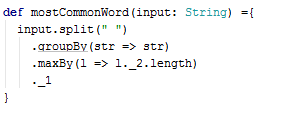 def mostCommonWord(input: String) ={
  input.split(" ")
    .groupBy(str => str)
    .maxBy(l => l._2.length)
    ._1
}